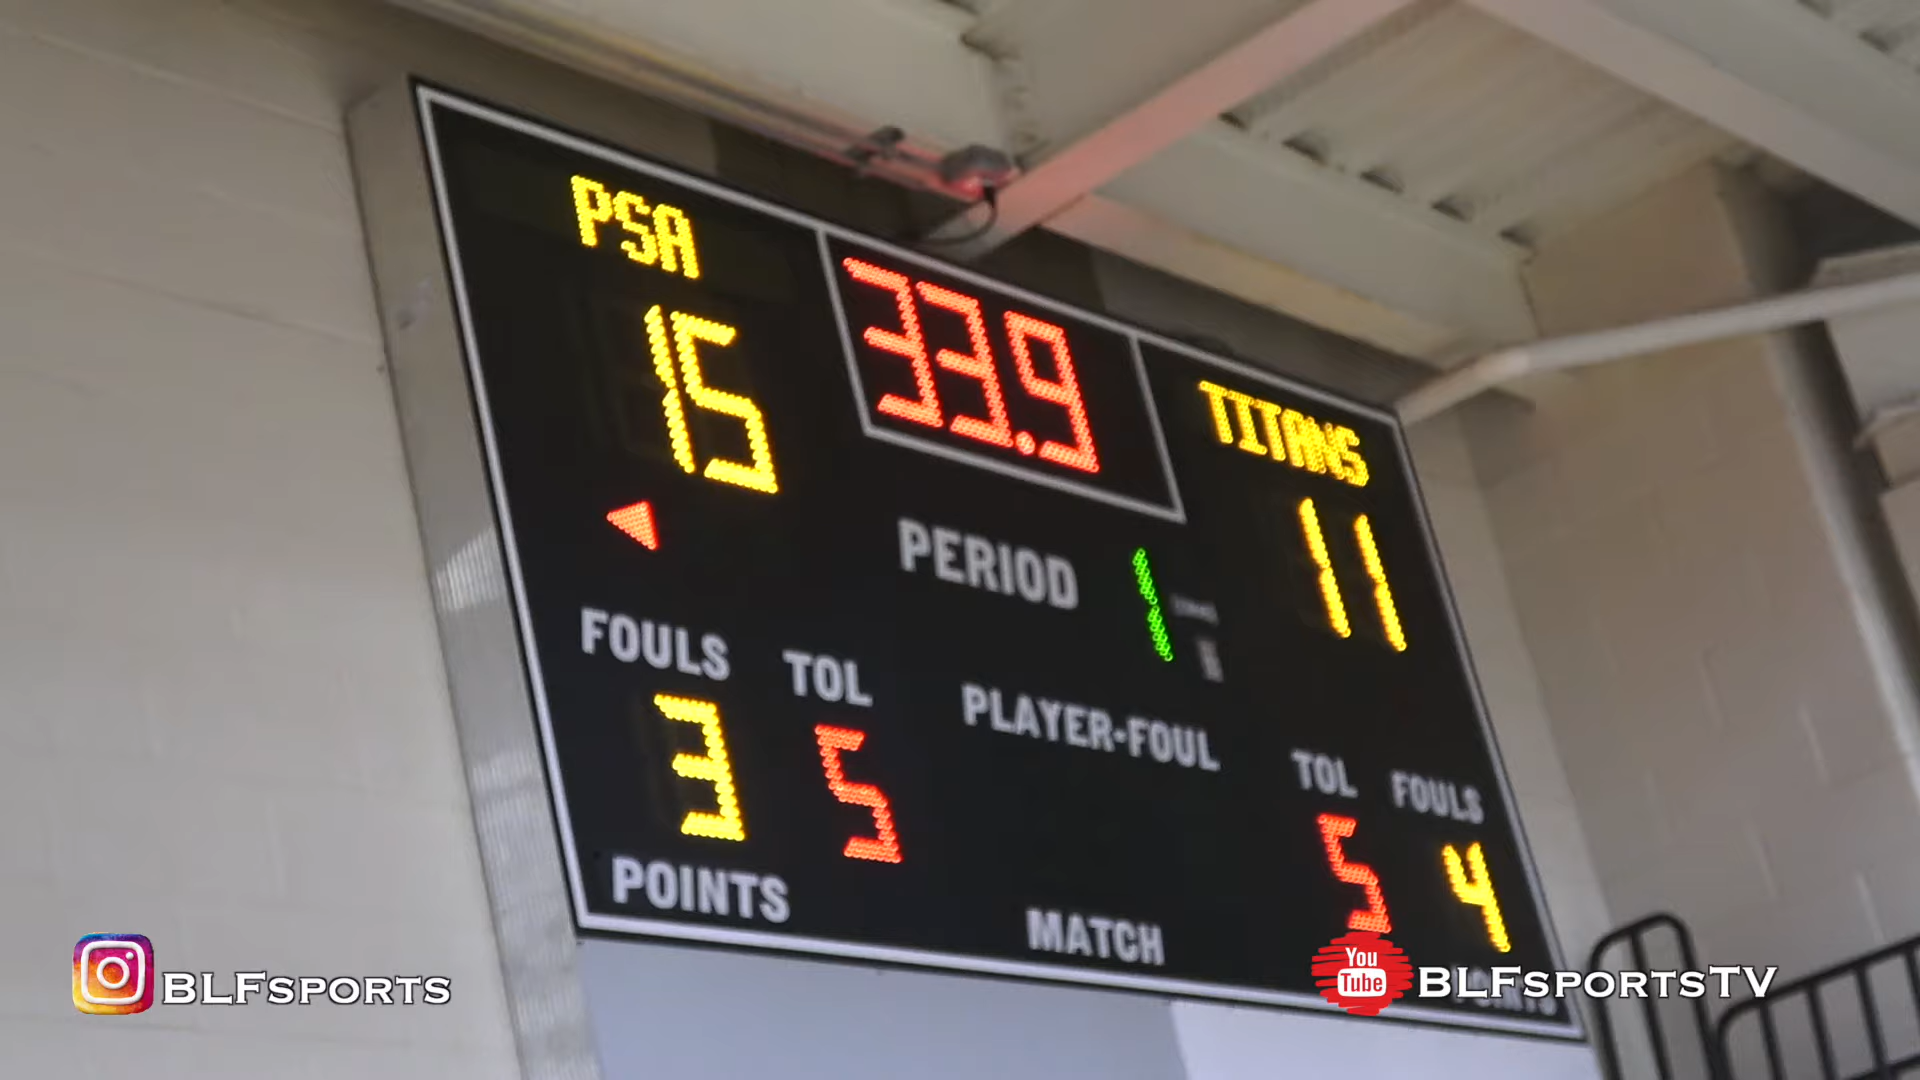 PSA
33.9
TITANS
15
11
PERIOD 1
FOULS TOL
PLAYER-FOUL
TOL FOULS
3 5
5 4
POINTS
MATCH
BLFSPORTS
You
Tube
BLFSPORTSTV